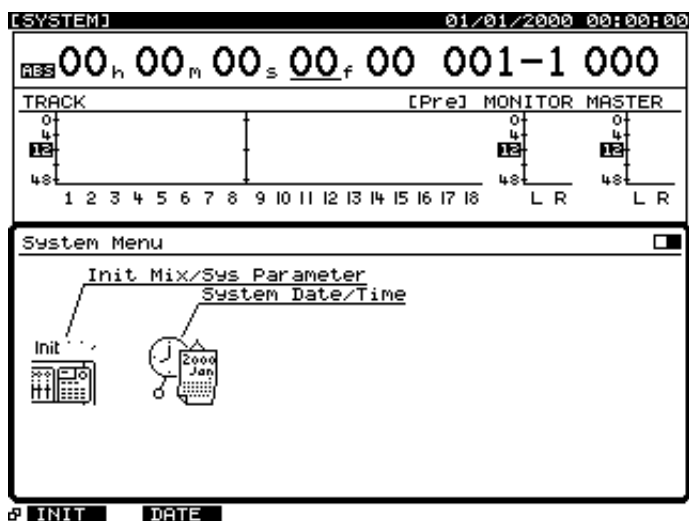 [SYSTEM] 01/01/2000 00:00:00
ABS 00h 00m 00s 00f 00 001-1 000
TRACK [Pre] MONITOR MASTER
0 0 0
4 4 4
12 12 12
48 48 48
1 2 3 4 5 6 7 8 9 10 11 12 13 14 15 16 17 18 L R L R
System Menu
Init Mix/Sys Parameter
System Date/Time
Init
2000
Jan
INIT DATE